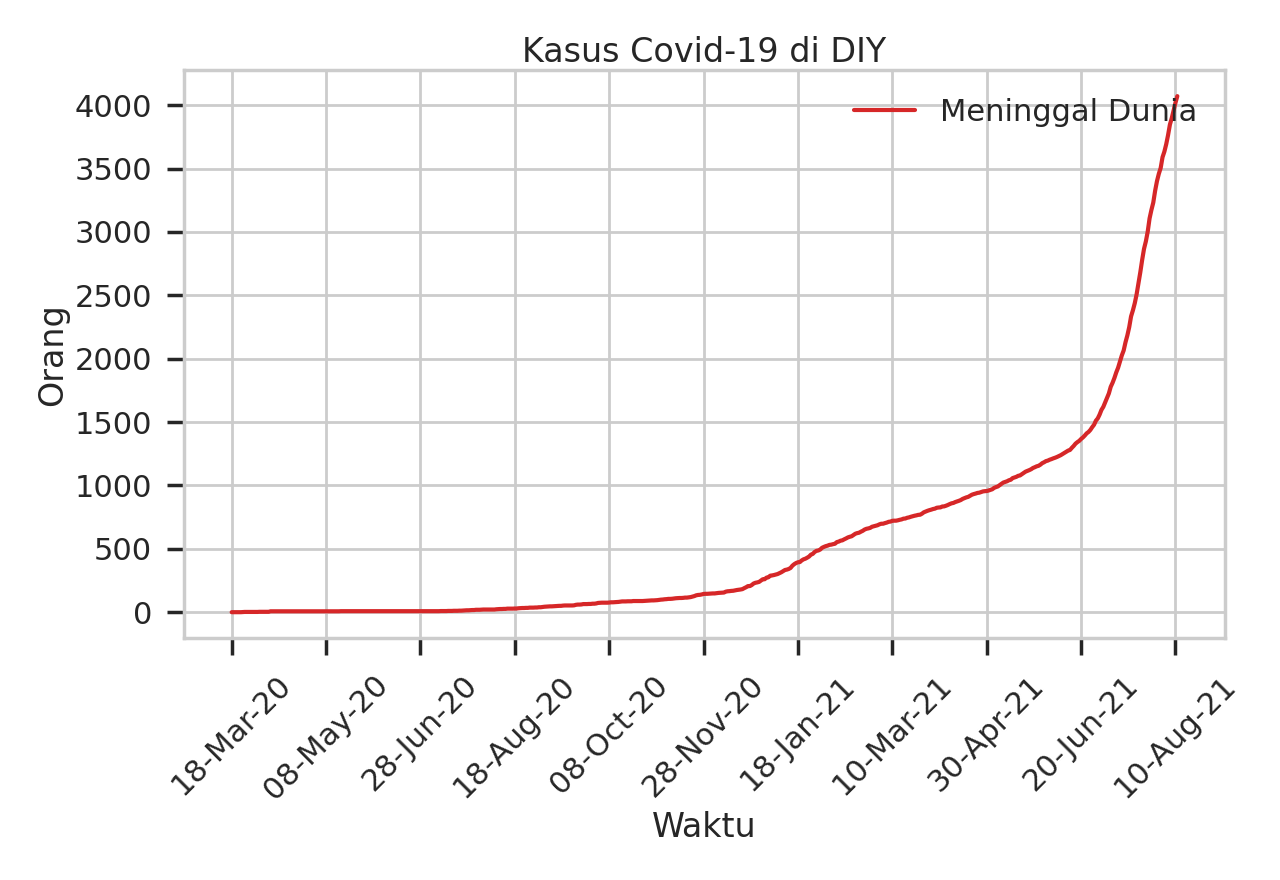 Kasus Covid-19 di DIY
Meninggal Dunia
4000
3500
3000
2500
2000
1500
1000
500
0
Orang
18-Mar-20
08-May-20
28-Jun-20
18-Aug-20
08-Oct-20
28-Nov-20
18-Jan-21
10-Mar-21
30-Apr-21
20-Jun-21
10-Aug-21
Waktu